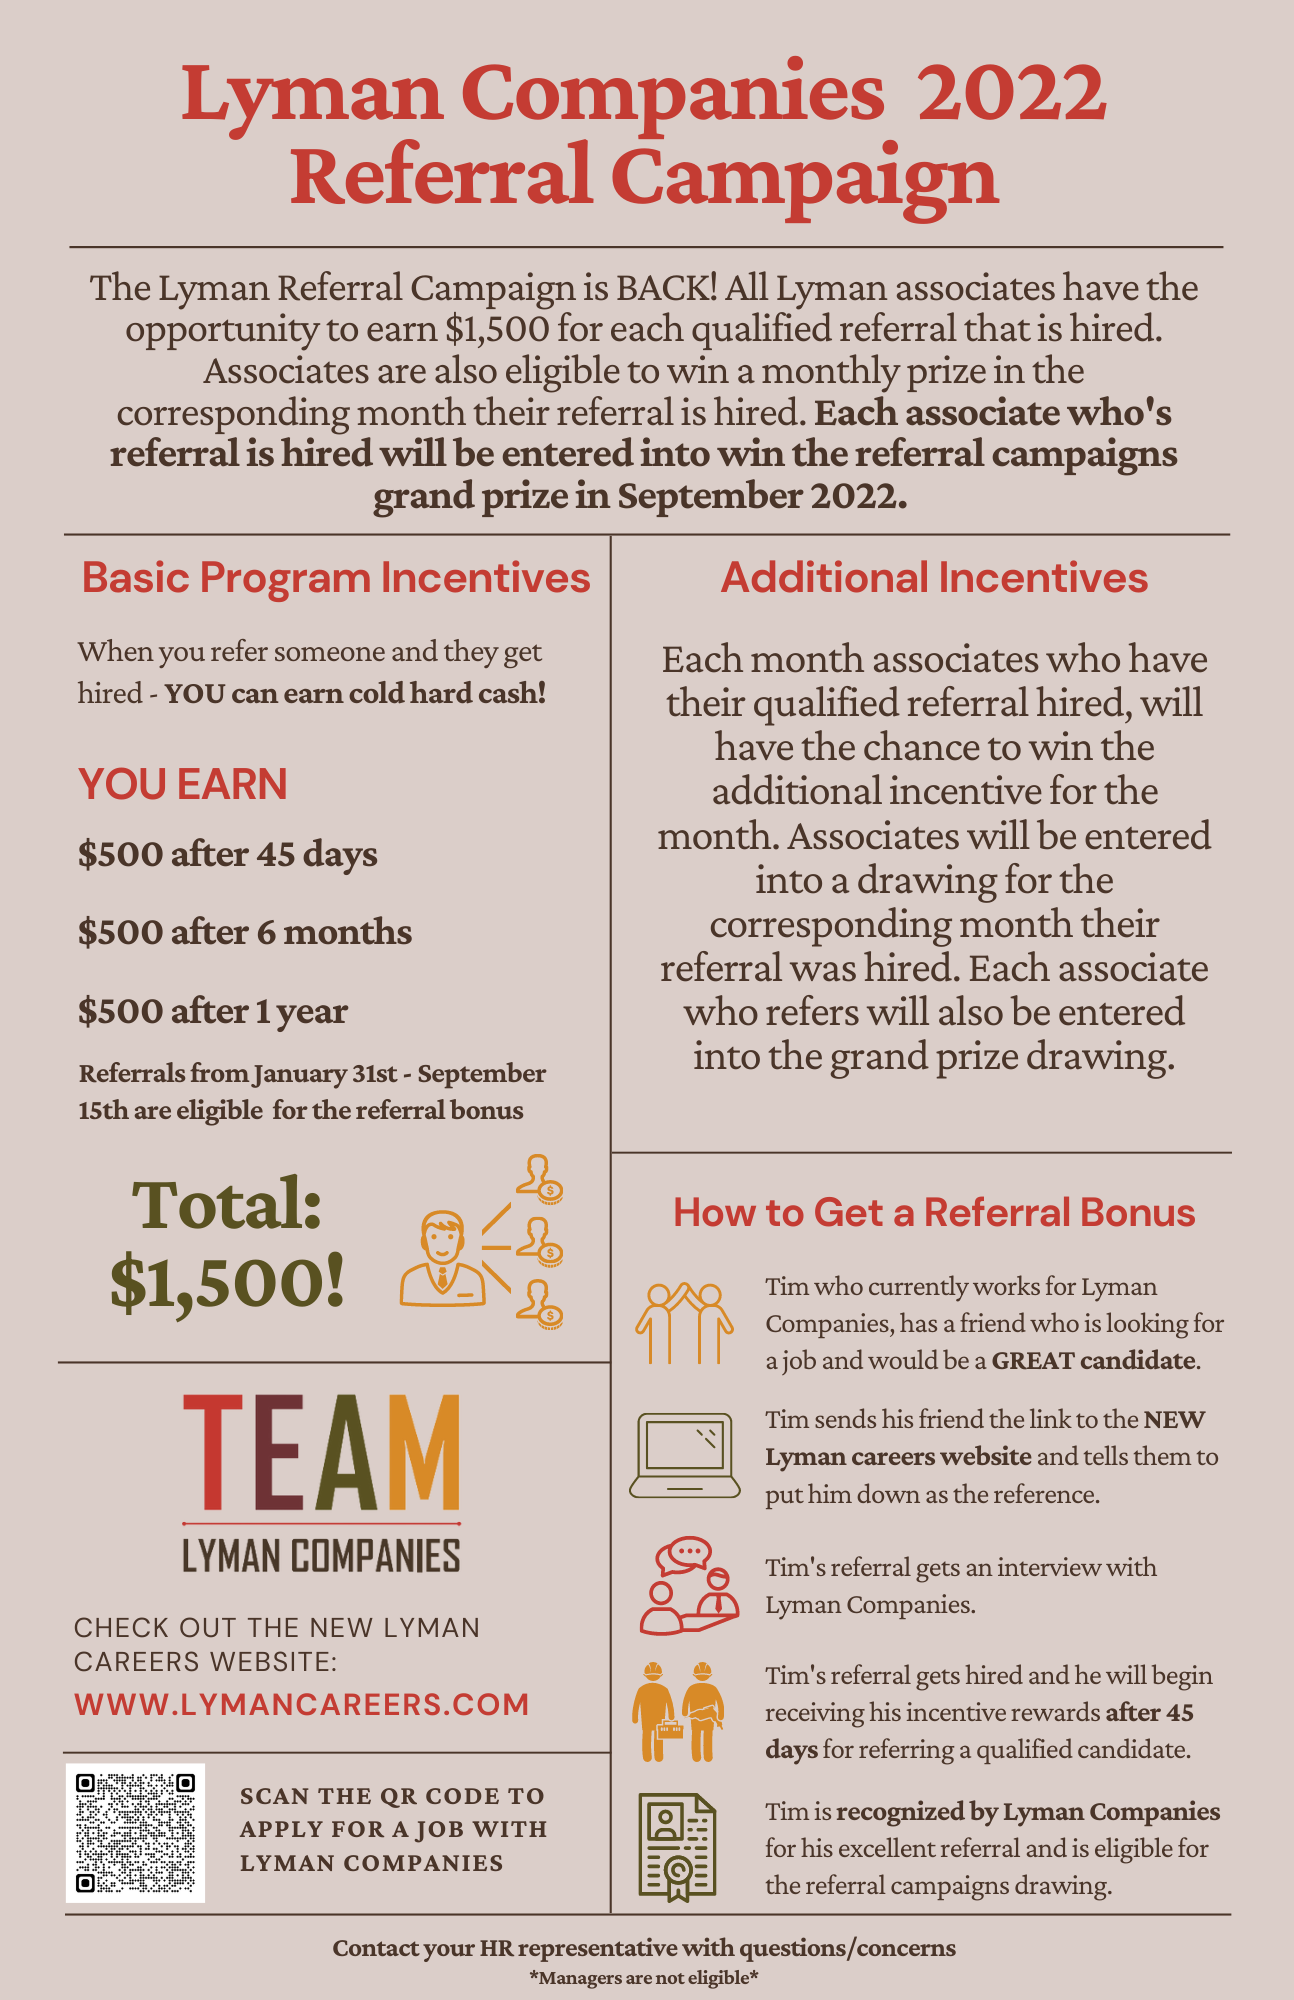 Lyman Companies 2022
Referral Campaign
The Lyman Referral Campaign is BACK! All Lyman associates have the
opportunity to earn $1,500 for each qualified referral that is hired.
Associates are also eligible to win a monthly prize in the
corresponding month their referral is hired. Each associate who's
referral is hired will be entered into win the referral campaigns
grand prize in September 2022.
Basic Program Incentives
When you refer someone and they get
hired - YOU can earn cold hard cash!
YOU EARN
$500 after 45 days
$500 after 6 months
$500 after 1 year
Referrals from January 31st - September
15th are eligible for the referral bonus
Total:
$1,500!
TEAM
LYMAN COMPANIES
CHECK OUT THE NEW LYMAN
CAREERS WEBSITE:
WWW.LYMANCAREERS.COM
SCAN THE QR CODE TO
APPLY FOR A JOB WITH
LYMAN COMPANIES
Additional Incentives
Each month associates who have
their qualified referral hired, will
have the chance to win the
additional incentive for the
month. Associates will be entered
into a drawing for the
corresponding month their
referral was hired. Each associate
who refers will also be entered
into the grand prize drawing.
How to Get a Referral Bonus
Tim who currently works for Lyman
Companies, has a friend who is looking for
a job and would be a GREAT candidate.
Tim sends his friend the link to the NEW
Lyman careers website and tells them to
put him down as the reference.
Tim's referral gets an interview with
Lyman Companies.
Tim's referral gets hired and he will begin
receiving his incentive rewards after 45
days for referring a qualified candidate.
Tim is recognized by Lyman Companies
for his excellent referral and is eligible for
the referral campaigns drawing.
Contact your HR representative with questions/concerns
*Managers are not eligible*